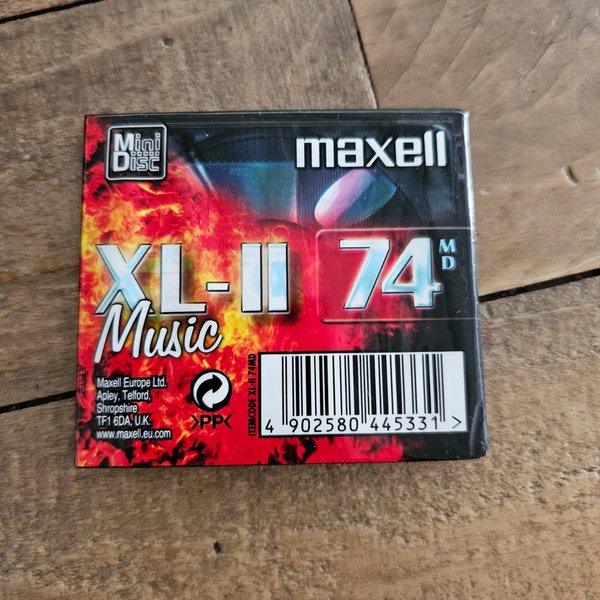 Mini Disc
maxell
XL-II 74 MD
Music
Maxell Europe Ltd.
Apley, Telford,
Shropshire
TF1 6DA, U.K.
www.maxell.eu.com
>PP<
ITEMCODE XL-II 74MD
4 902580 445331 >